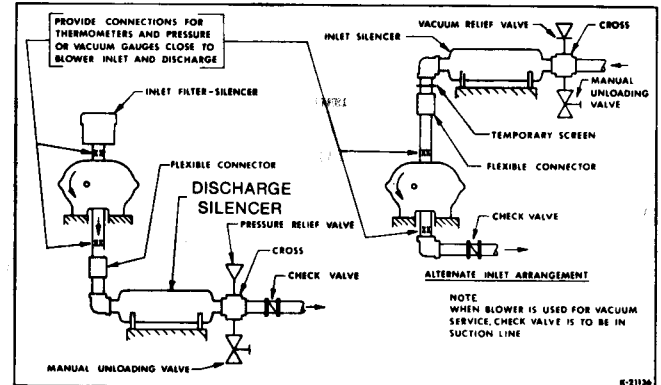 PROVIDE CONNECTIONS FOR
THERMOMETERS AND PRESSURE
OR VACUUM GAUGES CLOSE TO
BLOWER INLET AND DISCHARGE
INLET FILTER-SILENCER
FLEXIBLE CONNECTOR
DISCHARGE
SILENCER
PRESSURE RELIEF VALVE
CROSS
CHECK VALVE
MANUAL UNLOADING VALVE
VACUUM RELIEF VALVE
CROSS
INLET SILENCER
MANUAL
UNLOADING
VALVE
TEMPORARY SCREEN
FLEXIBLE CONNECTOR
CHECK VALVE
ALTERNATE INLET ARRANGEMENT
NOTE
WHEN BLOWER IS USED FOR VACUUM
SERVICE, CHECK VALVE IS TO BE IN
SUCTION LINE
K-21136